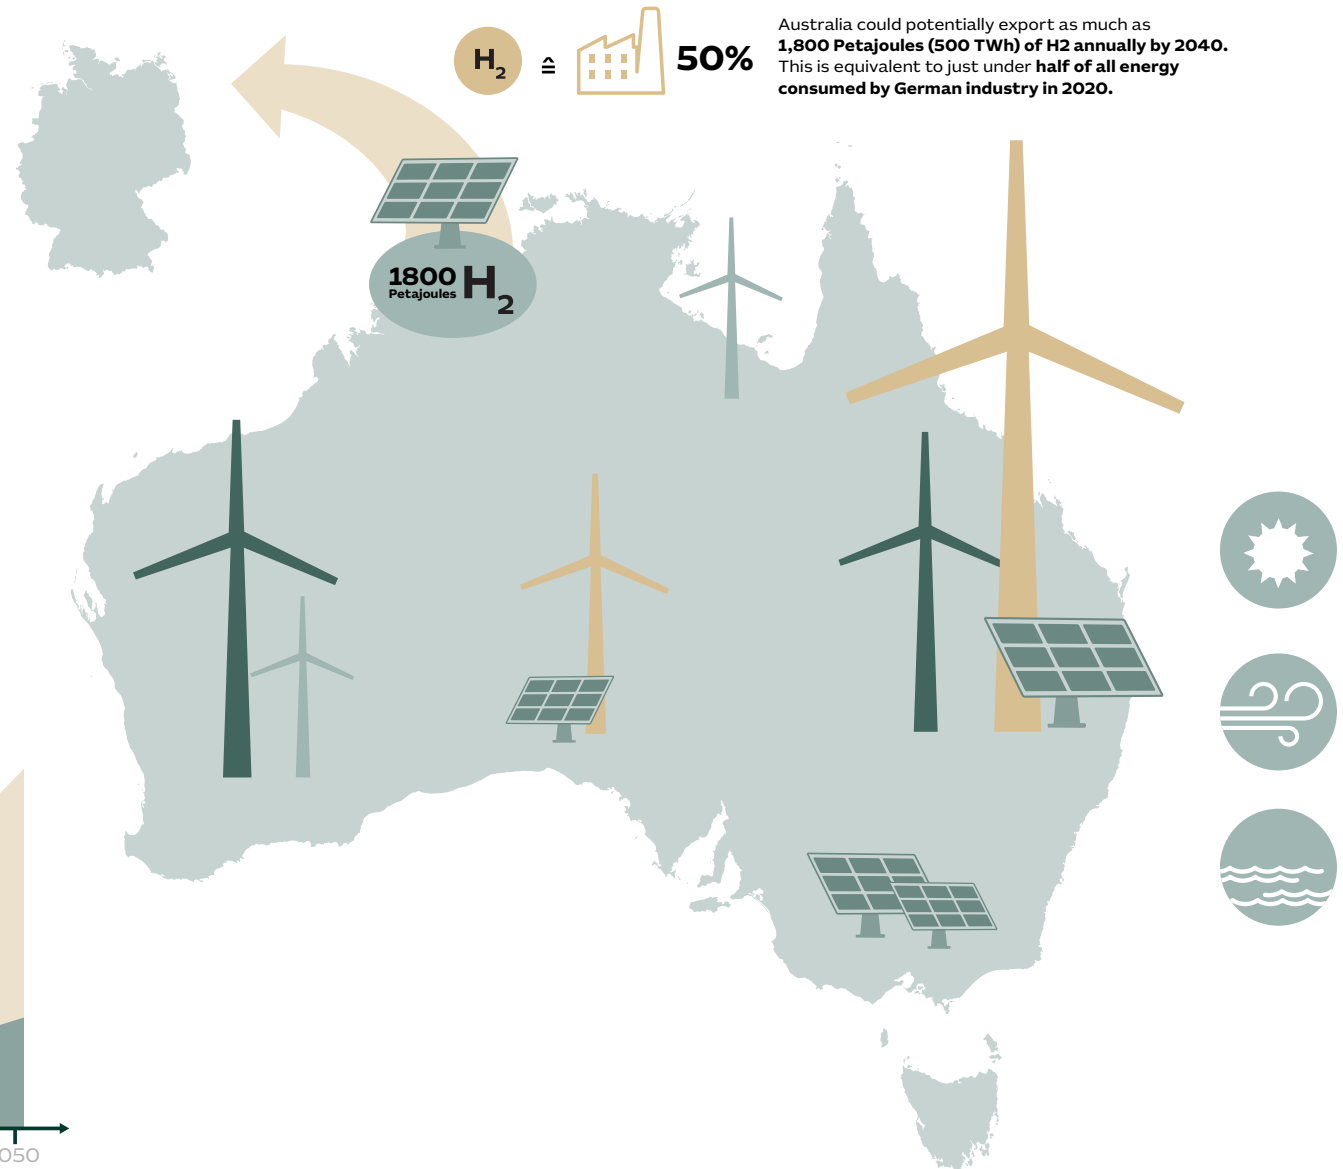 H2 ≙ 50%
Australia could potentially export as much as
1,800 Petajoules (500 TWh) of H2 annually by 2040.
This is equivalent to just under half of all energy
consumed by German industry in 2020.
1800
Petajoules
H2
050